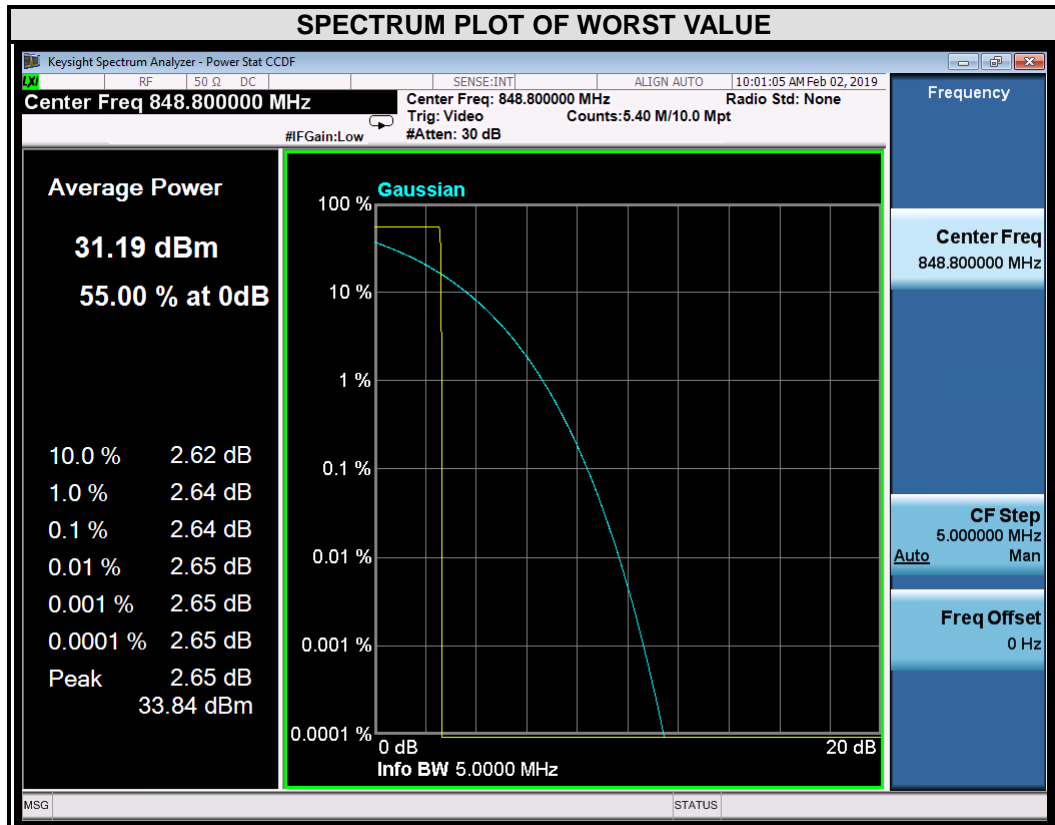 SPECTRUM PLOT OF WORST VALUE
Keysight Spectrum Analyzer - Power Stat CCDF
LXI RF 50 Ω DC SENSE:INT ALIGN AUTO 10:01:05 AM Feb 02, 2019
Center Freq 848.800000 MHz
Center Freq: 848.800000 MHz Radio Std: None
Trig: Video Counts:5.40 M/10.0 Mpt
#IFGain:Low #Atten: 30 dB
Frequency
Average Power
31.19 dBm
55.00 % at 0dB
10.0 % 2.62 dB
1.0 % 2.64 dB
0.1 % 2.64 dB
0.01 % 2.65 dB
0.001 % 2.65 dB
0.0001 % 2.65 dB
Peak 2.65 dB
33.84 dBm
Gaussian
100 %
10 %
1 %
0.1 %
0.01 %
0.001 %
0.0001 %
0 dB 20 dB
Info BW 5.0000 MHz
Center Freq
848.800000 MHz
CF Step
5.000000 MHz
Auto Man
Freq Offset
0 Hz
MSG STATUS